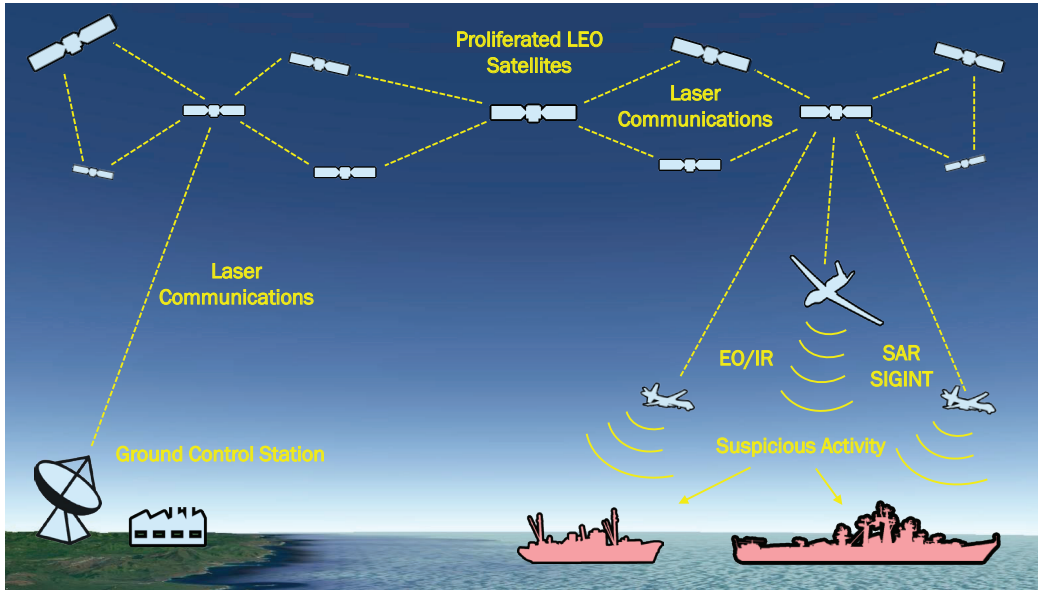 Proliferated LEO
Satellites
Laser
Communications
Laser
Communications
EO/IR
SAR
SIGINT
Suspicious Activity
Ground Control Station